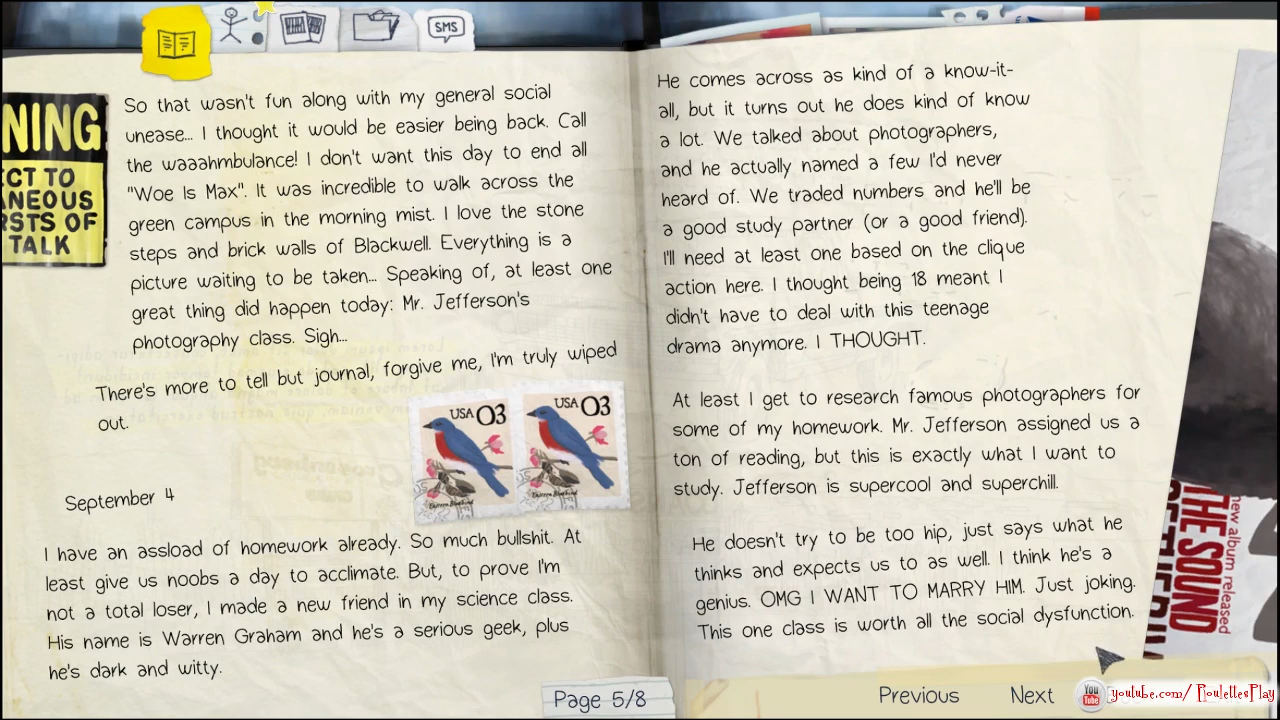 SMS
NING
CT TO
NEOUS
STS OF
TALK
So that wasn't fun along with my general social
unease... I thought it would be easier being back. Call
the waaahmbulance! I don't want this day to end all
"Woe Is Max". It was incredible to walk across the
green campus in the morning mist. I love the stone
steps and brick walls of Blackwell. Everything is a
picture waiting to be taken... Speaking of, at least one
great thing did happen today: Mr. Jefferson's
photography class. Sigh...
There's more to tell but journal, forgive me, I'm truly wiped
out.
USA 03
Eastern Bluebird
USA 03
Eastern Bluebird
September 4
I have an assload of homework already. So much bullshit. At
least give us noobs a day to acclimate. But, to prove I'm
not a total loser, I made a new friend in my science class.
His name is Warren Graham and he's a serious geek, plus
he's dark and witty.
He comes across as kind of a know-it-
all, but it turns out he does kind of know
a lot. We talked about photographers,
and he actually named a few I'd never
heard of. We traded numbers and he'll be
a good study partner (or a good friend).
I'll need at least one based on the clique
action here. I thought being 18 meant I
didn't have to deal with this teenage
drama anymore. I THOUGHT.
At least I get to research famous photographers for
some of my homework. Mr. Jefferson assigned us a
ton of reading, but this is exactly what I want to
study. Jefferson is supercool and superchill.
He doesn't try to be too hip, just says what he
thinks and expects us to as well. I think he's a
genius. OMG I WANT TO MARRY HIM. Just joking.
This one class is worth all the social dysfunction.
new album released
THE SOUND
Page 5/8
Previous
Next
You Tube
youtube.com/RoulettesPlay